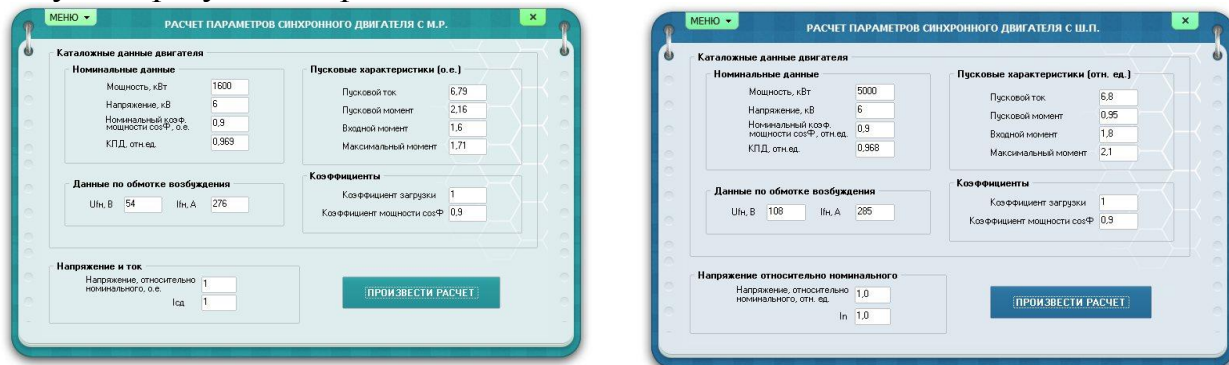 МЕНЮ
РАСЧЕТ ПАРАМЕТРОВ СИНХРОННОГО ДВИГАТЕЛЯ С М.Р.
x
Каталожные данные двигателя
Номинальные данные
Мощность, кВт 1600
Напряжение, кВ 6
Номинальный коэф.
мощности cosФ, о.е. 0,9
КПД, отн.ед. 0,969
Пусковые характеристики (о.е.)
Пусковой ток 6,79
Пусковой момент 2,16
Входной момент 1,6
Максимальный момент 1,71
Данные по обмотке возбуждения
Ufн, В 54 Ifн, А 276
Коэффициенты
Коэффициент загрузки 1
Коэффициент мощности cosФ 0,9
Напряжение и ток
Напряжение, относительно
номинального, о.е. 1
Iсд 1
ПРОИЗВЕСТИ РАСЧЕТ
МЕНЮ
РАСЧЕТ ПАРАМЕТРОВ СИНХРОННОГО ДВИГАТЕЛЯ С Ш.П.
x
Каталожные данные двигателя
Номинальные данные
Мощность, кВт 5000
Напряжение, кВ 6
Номинальный коэф.
мощности cosФ, отн.ед. 0,9
КПД, отн.ед. 0,968
Пусковые характеристики (отн. ед.)
Пусковой ток 6,8
Пусковой момент 0,95
Входной момент 1,8
Максимальный момент 2,1
Данные по обмотке возбуждения
Ufн, В 108 Ifн, А 285
Коэффициенты
Коэффициент загрузки 1
Коэффициент мощности cosФ 0,9
Напряжение относительно номинального
Напряжение, относительно
номинального, отн. ед. 1,0
In 1,0
ПРОИЗВЕСТИ РАСЧЕТ